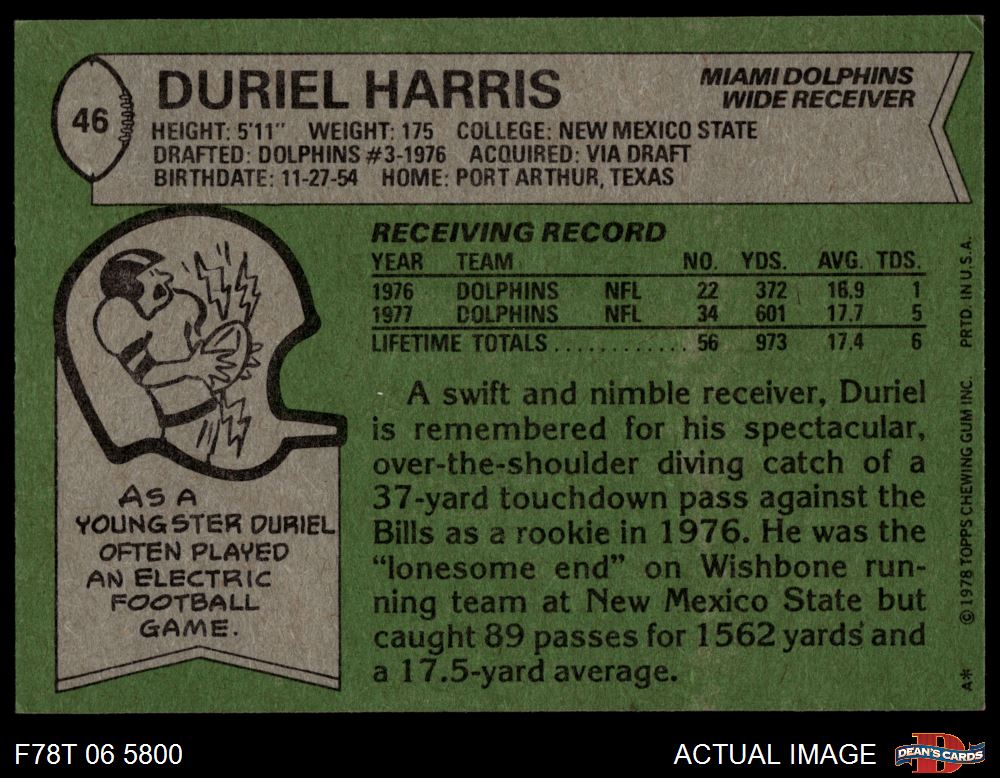 46
DURIEL HARRIS
MIAMI DOLPHINS
WIDE RECEIVER
HEIGHT: 5'11" WEIGHT: 175 COLLEGE: NEW MEXICO STATE
DRAFTED: DOLPHINS #3-1976 ACQUIRED: VIA DRAFT
BIRTHDATE: 11-27-54 HOME: PORT ARTHUR, TEXAS
RECEIVING RECORD
YEAR TEAM NO. YDS. AVG. TDS.
1976 DOLPHINS NFL 22 372 16.9 1
1977 DOLPHINS NFL 34 601 17.7 5
LIFETIME TOTALS . . . . . . . . . . . . . 56 973 17.4 6
A swift and nimble receiver, Duriel
is remembered for his spectacular,
over-the-shoulder diving catch of a
37-yard touchdown pass against the
Bills as a rookie in 1976. He was the
“lonesome end” on Wishbone run-
ning team at New Mexico State but
caught 89 passes for 1562 yards and
a 17.5-yard average.
AS A
YOUNGSTER DURIEL
OFTEN PLAYED
AN ELECTRIC
FOOTBALL
GAME.
A* © 1978 TOPPS CHEWING GUM INC. PRTD. IN U.S.A.
F78T 06 5800
ACTUAL IMAGE
D
DEAN'S CARDS